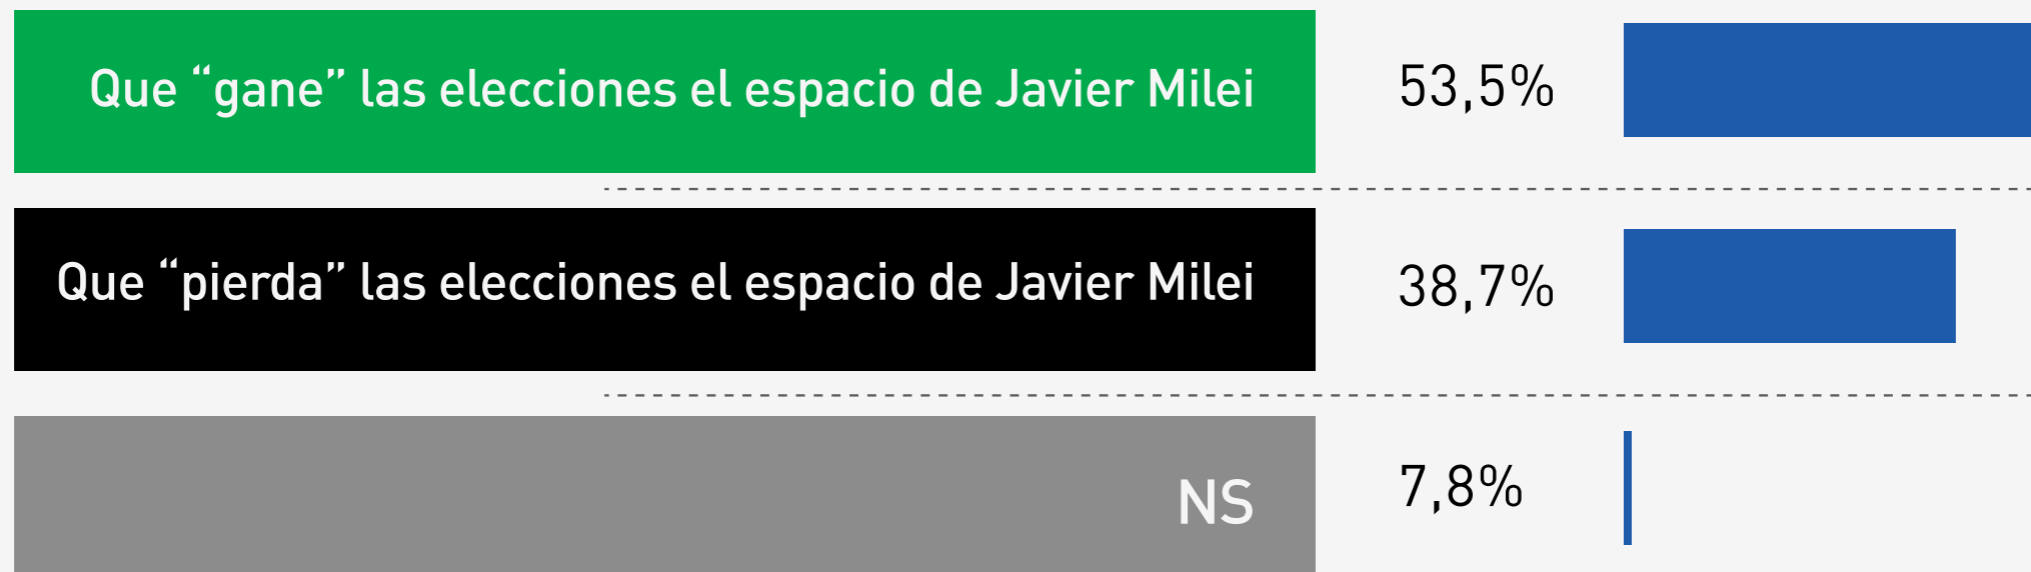 Que “gane” las elecciones el espacio de Javier Milei 53,5%
Que “pierda” las elecciones el espacio de Javier Milei 38,7%
NS 7,8%